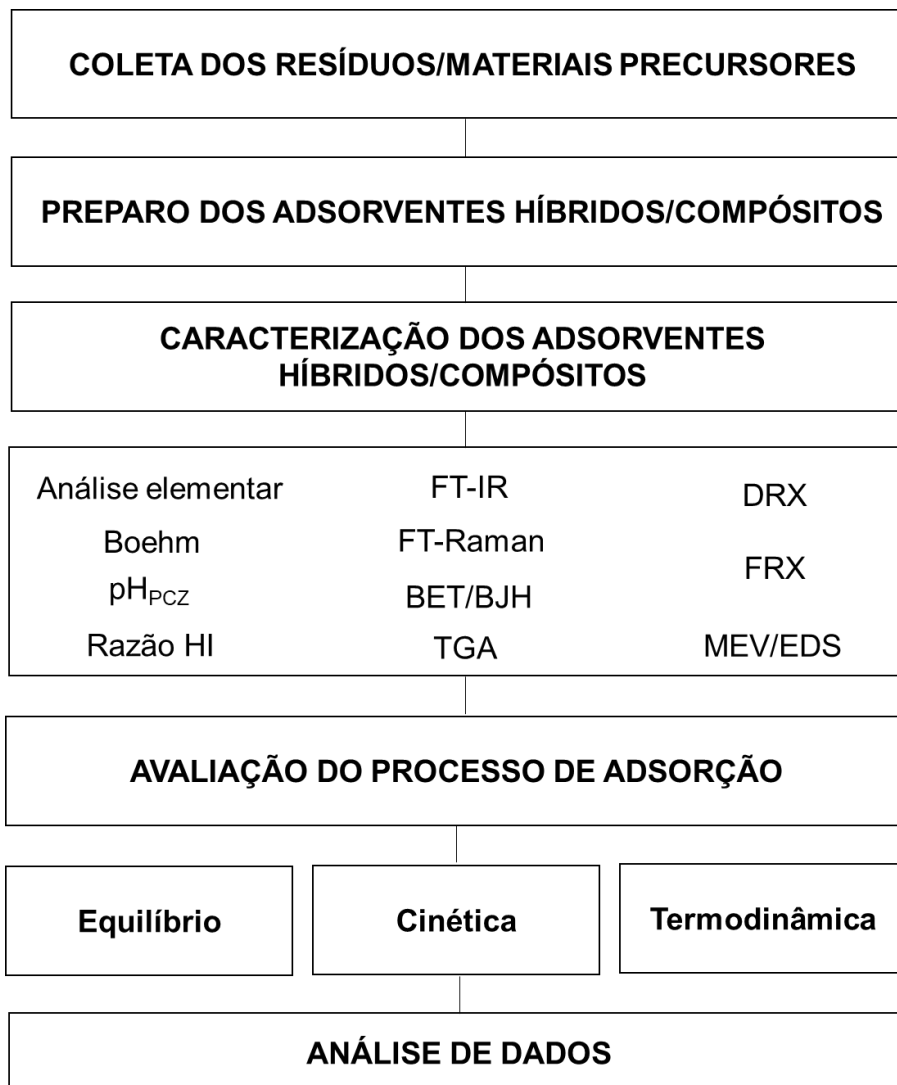 COLETA DOS RESÍDUOS/MATERIAIS PRECURSORES
PREPARO DOS ADSORVENTES HÍBRIDOS/COMPÓSITOS
CARACTERIZAÇÃO DOS ADSORVENTES
HÍBRIDOS/COMPÓSITOS
Análise elementar
Boehm
pHPCZ
Razão HI
FT-IR
FT-Raman
BET/BJH
TGA
DRX
FRX
MEV/EDS
AVALIAÇÃO DO PROCESSO DE ADSORÇÃO
Equilíbrio
Cinética
Termodinâmica
ANÁLISE DE DADOS